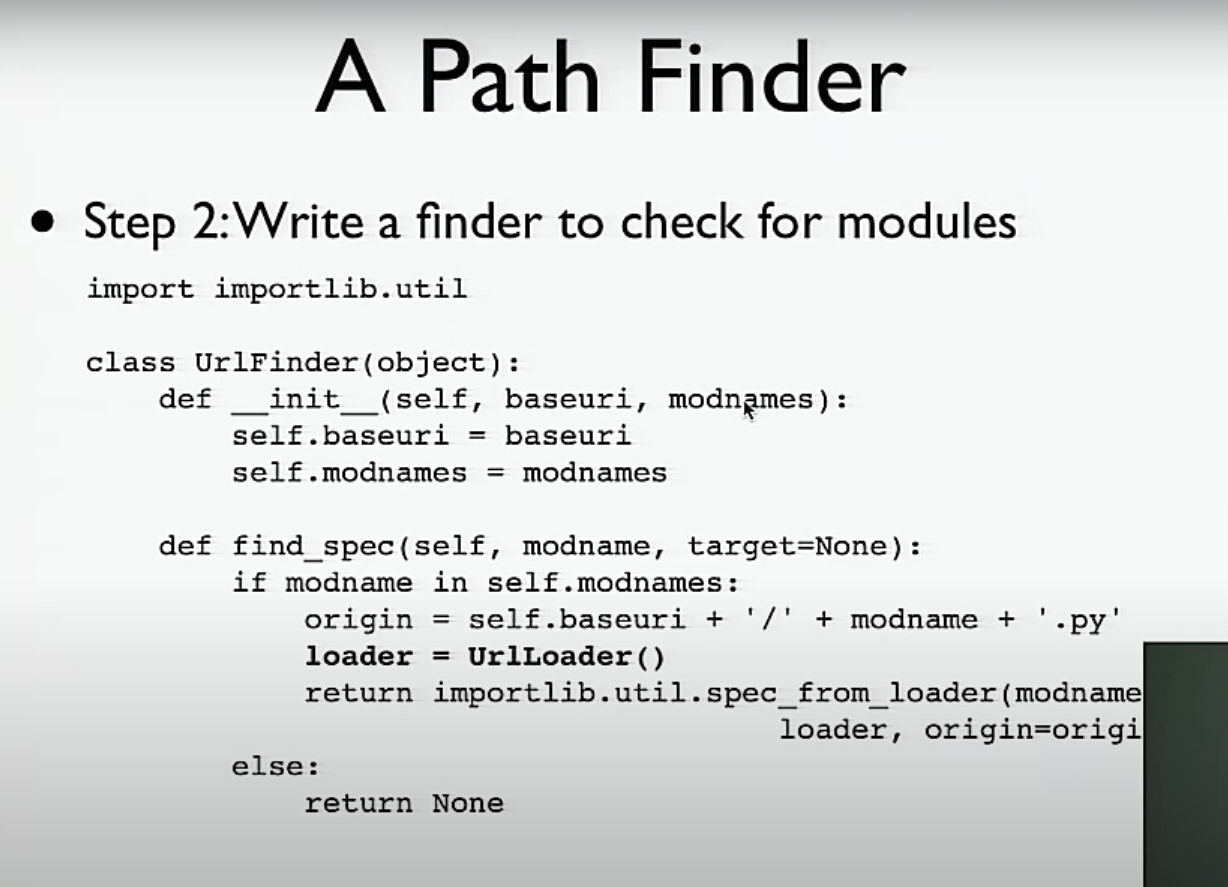 A Path Finder
• Step 2: Write a finder to check for modules
import importlib.util
class UrlFinder(object):
    def __init__(self, baseuri, modnames):
        self.baseuri = baseuri
        self.modnames = modnames
    def find_spec(self, modname, target=None):
        if modname in self.modnames:
            origin = self.baseuri + '/' + modname + '.py'
            loader = UrlLoader()
            return importlib.util.spec_from_loader(modname
                                      loader, origin=origi
        else:
            return None